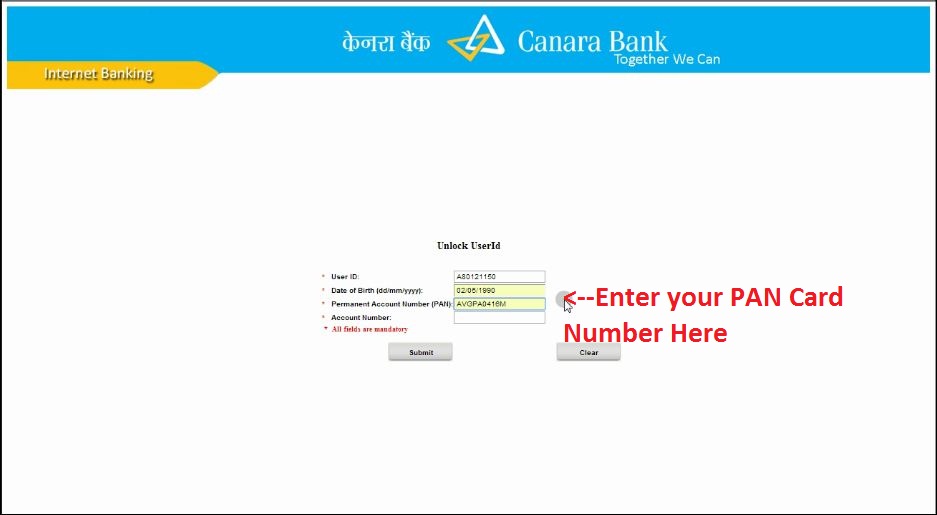 केनरा बैंक Canara Bank
Together We Can
Internet Banking
Unlock UserId
* User ID: A80121150
* Date of Birth (dd/mm/yyyy): 02/05/1990
* Permanent Account Number (PAN): AVGPA0416M
* Account Number:
* All fields are mandatory
<--Enter your PAN Card
Number Here
Submit Clear